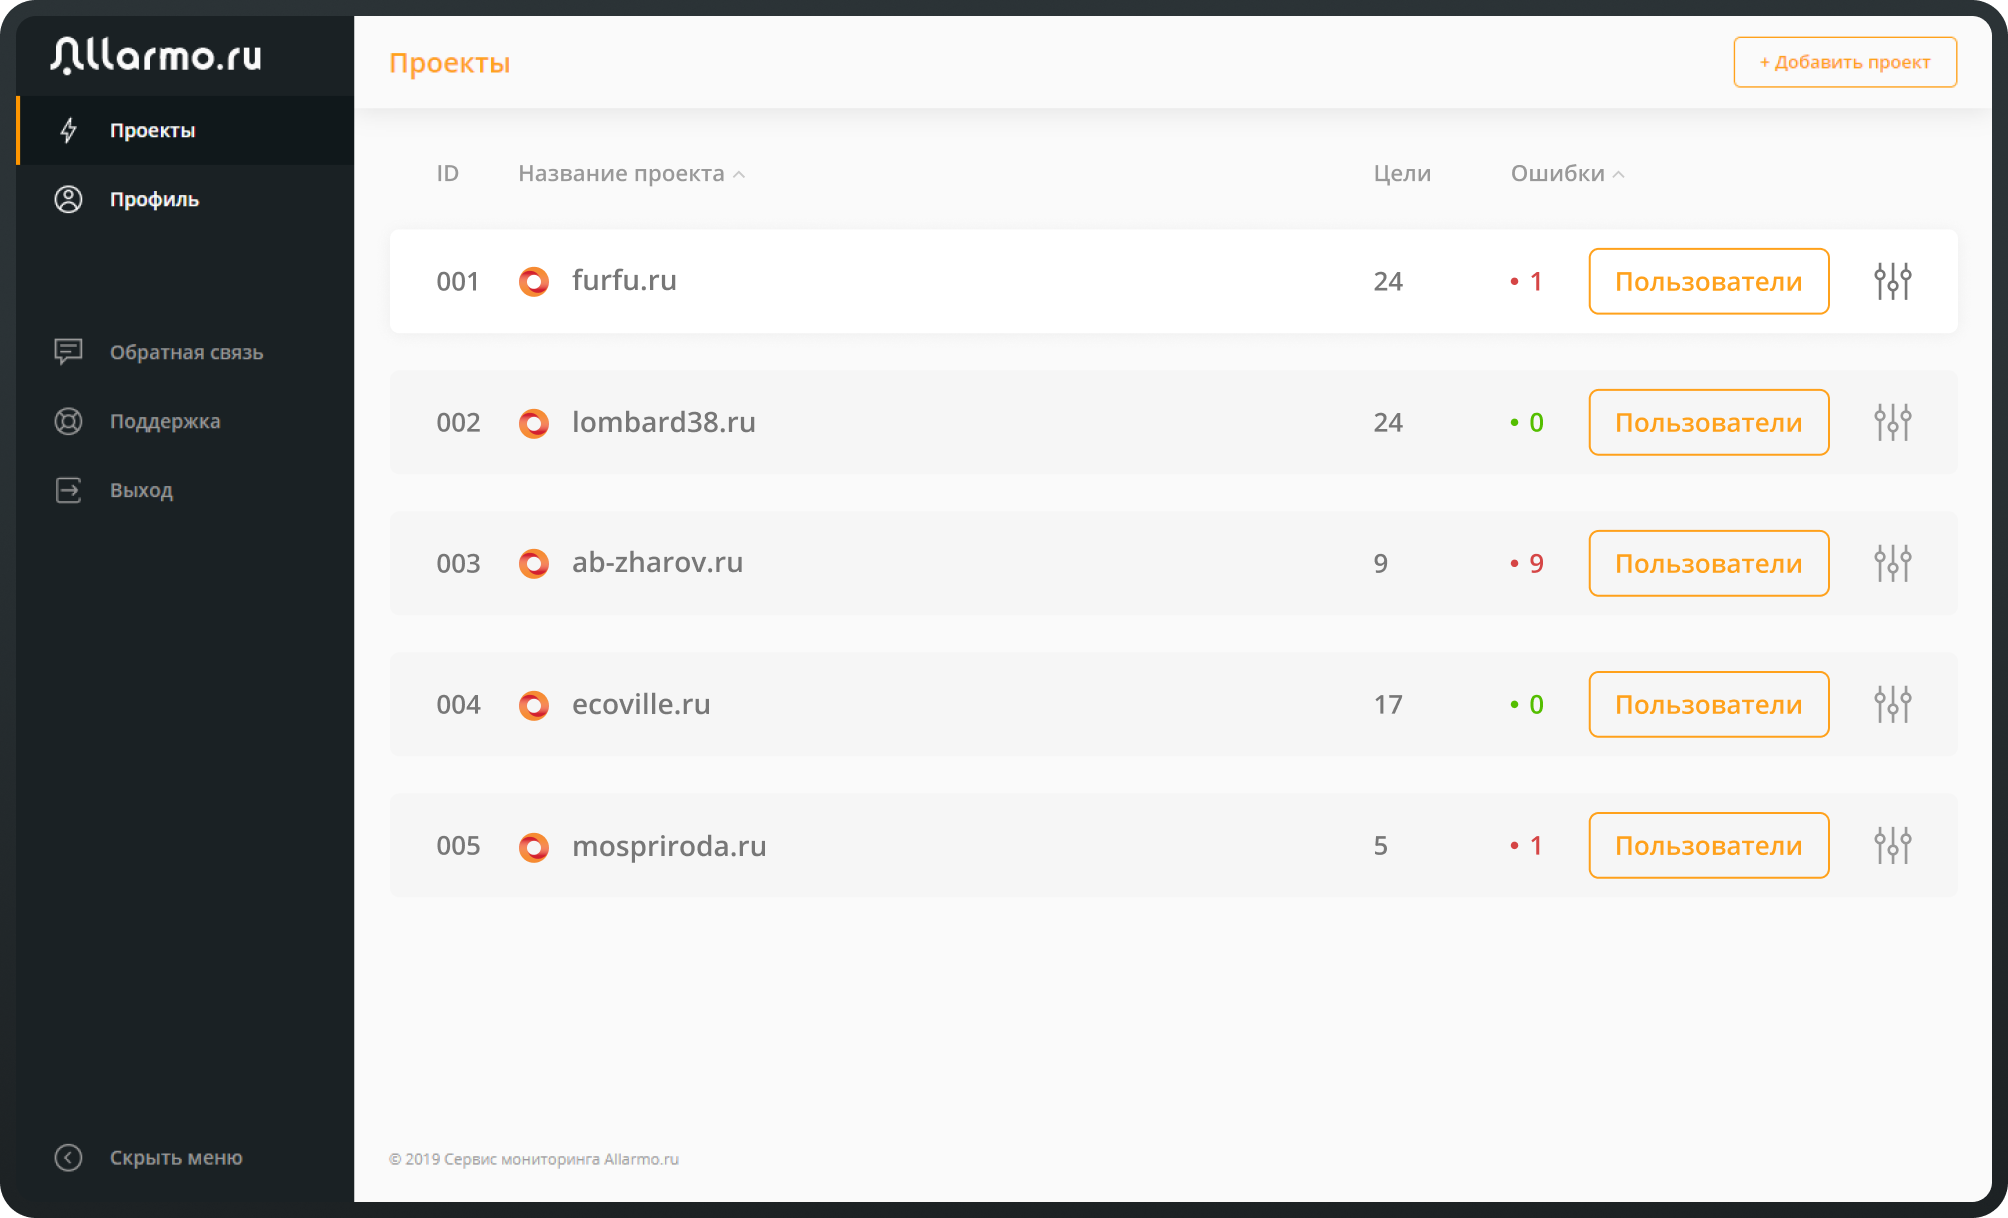 Allarmo.ru
Проекты
Профиль
Обратная связь
Поддержка
Выход
Скрыть меню
Проекты
+ Добавить проект
ID Название проекта Цели Ошибки
001 furfu.ru 24 • 1 Пользователи
002 lombard38.ru 24 • 0 Пользователи
003 ab-zharov.ru 9 • 9 Пользователи
004 ecoville.ru 17 • 0 Пользователи
005 mospriroda.ru 5 • 1 Пользователи
© 2019 Сервис мониторинга Allarmo.ru